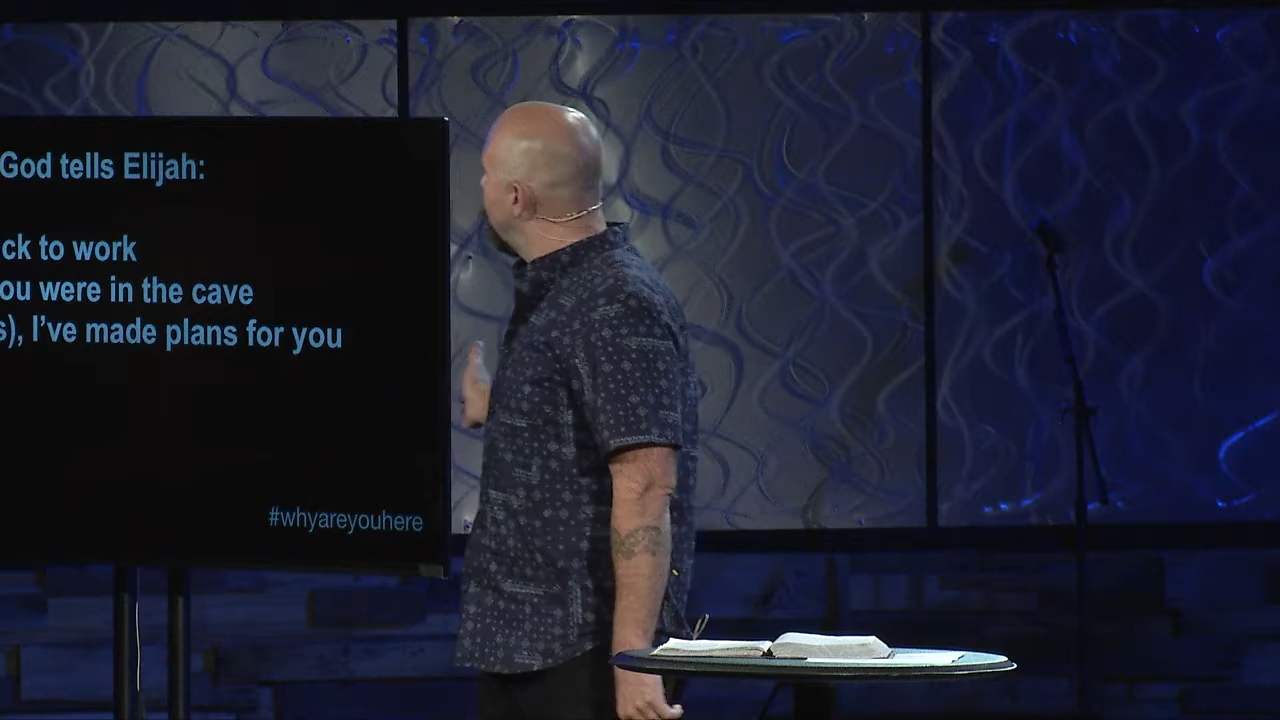 God tells Elijah:
ck to work
ou were in the cave
s), I've made plans for you
#whyareyouhere